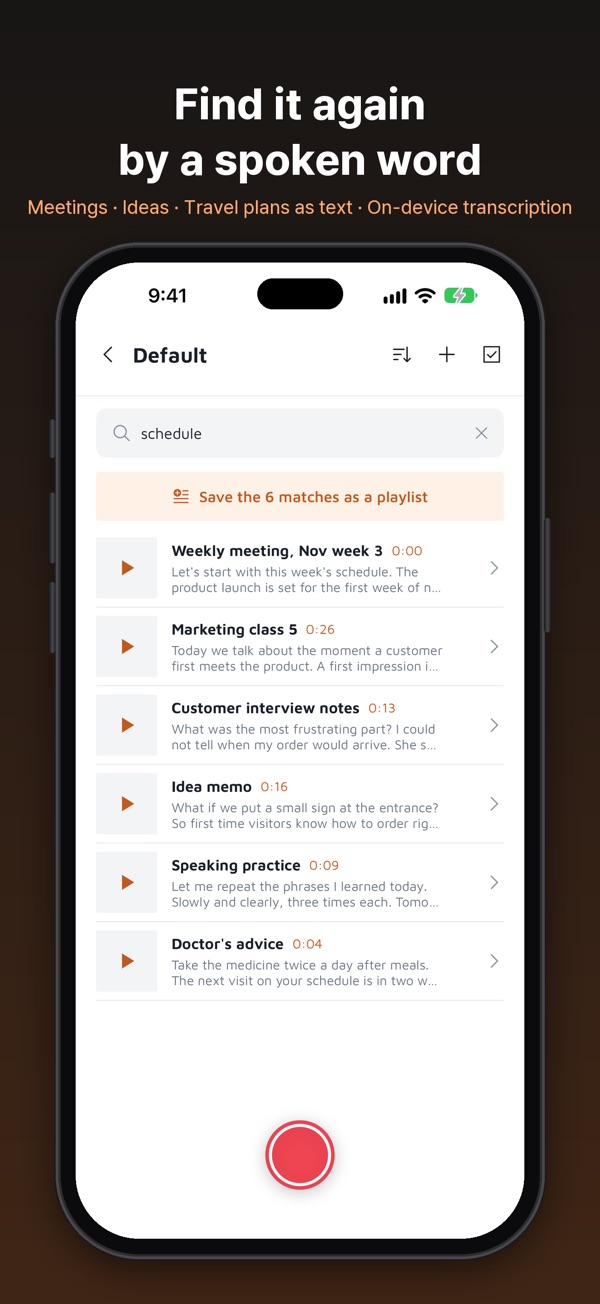 Find it again
by a spoken word
Meetings · Ideas · Travel plans as text · On-device transcription
9:41
Default
schedule
Save the 6 matches as a playlist
Weekly meeting, Nov week 3 0:00
Let's start with this week's schedule. The
product launch is set for the first week of n...
Marketing class 5 0:26
Today we talk about the moment a customer
first meets the product. A first impression i...
Customer interview notes 0:13
What was the most frustrating part? I could
not tell when my order would arrive. She s...
Idea memo 0:16
What if we put a small sign at the entrance?
So first time visitors know how to order rig...
Speaking practice 0:09
Let me repeat the phrases I learned today.
Slowly and clearly, three times each. Tomo...
Doctor's advice 0:04
Take the medicine twice a day after meals.
The next visit on your schedule is in two w...